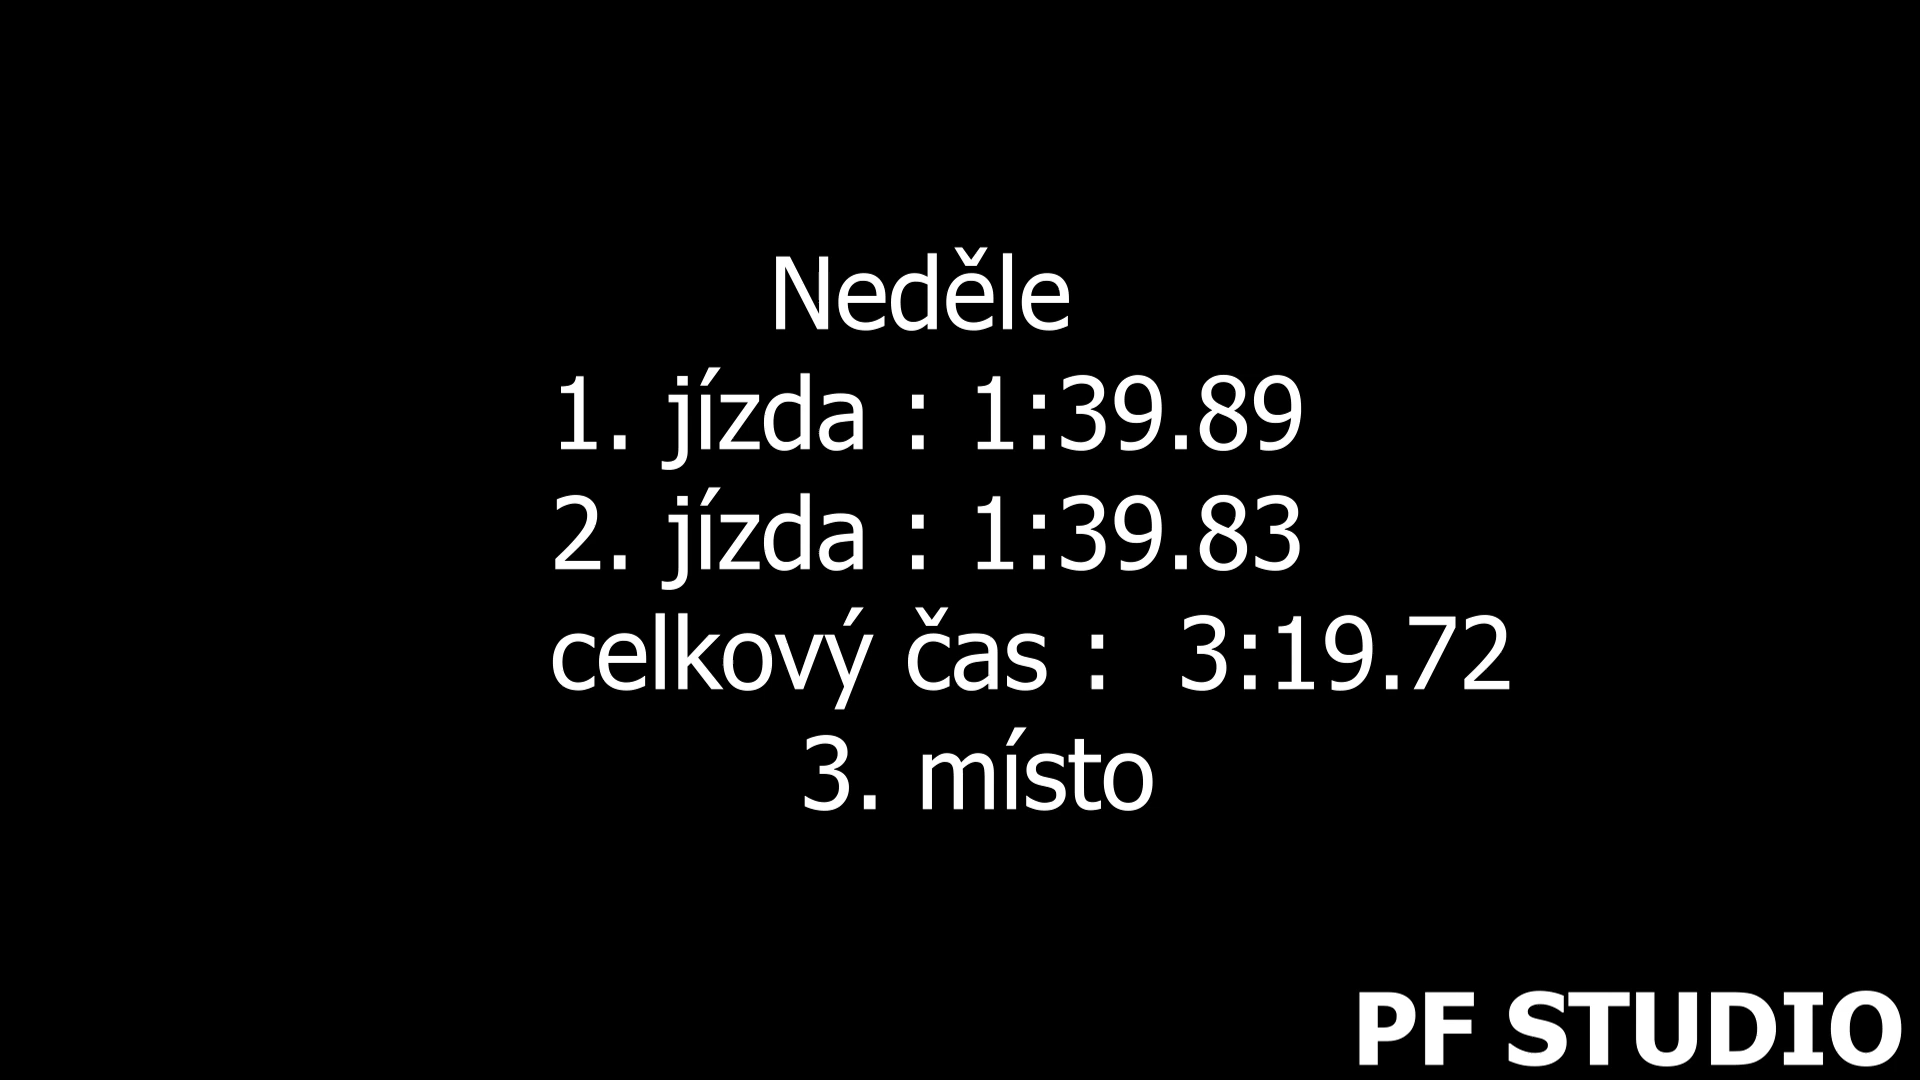 Neděle
1. jízda : 1:39.89
2. jízda : 1:39.83
celkový čas : 3:19.72
3. místo
PF STUDIO